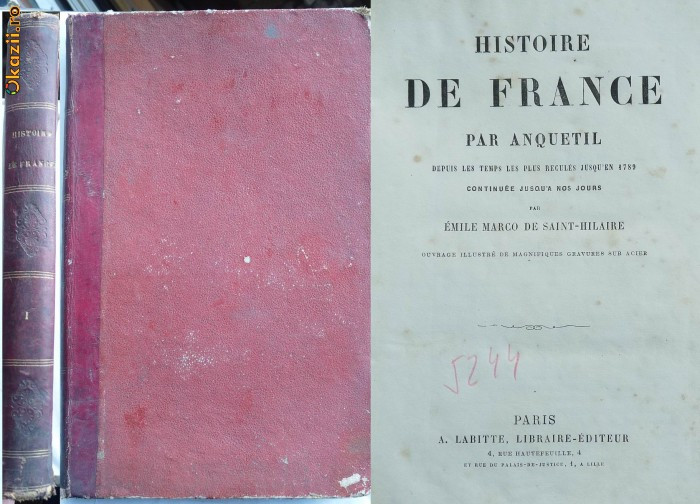 Okazii.ro
HISTOIRE
DE FRANCE
1
HISTOIRE
DE FRANCE
PAR ANQUETIL
DEPUIS LES TEMPS LES PLUS RECULÉS JUSQU'EN 1789
CONTINUÉE JUSQU'A NOS JOURS
PAR
ÉMILE MARCO DE SAINT-HILAIRE
OUVRAGE ILLUSTRÉ DE MAGNIFIQUES GRAVURES SUR ACIER
5244
PARIS
A. LABITTE, LIBRAIRE-ÉDITEUR
4, RUE HAUTEFEUILLE, 4
ET RUE DU PALAIS-DE-JUSTICE, 1, A LILLE